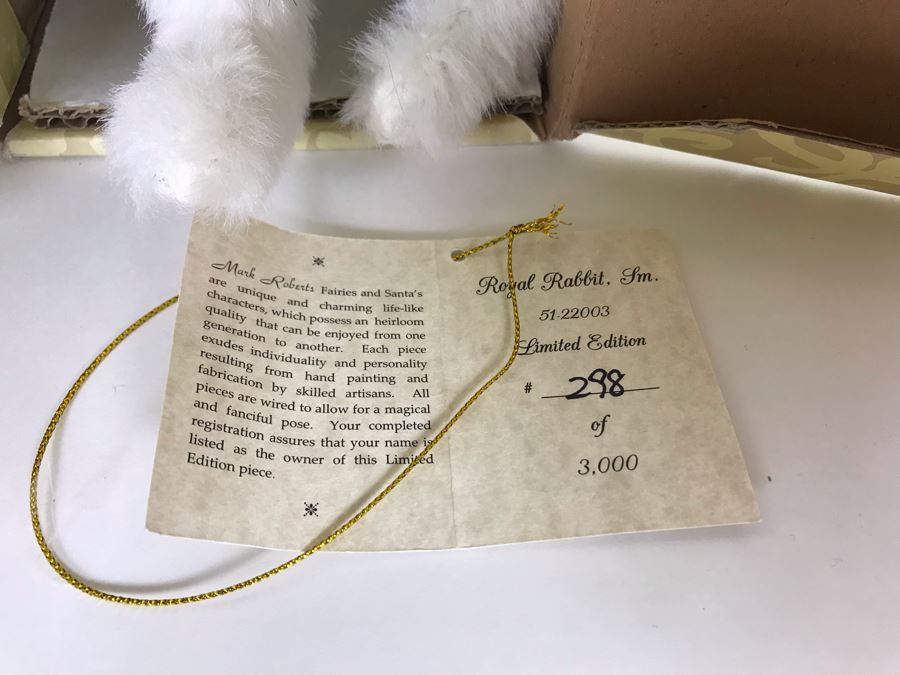 Mark Roberts Fairies and Santa's
are unique and charming life-like
characters, which possess an heirloom
quality that can be enjoyed from one
generation to another. Each piece
exudes individuality and personality
resulting from hand painting and
fabrication by skilled artisans. All
pieces are wired to allow for a magical
and fanciful pose. Your completed
registration assures that your name is
listed as the owner of this Limited
Edition piece.
Royal Rabbit, Sm.
51-22003
Limited Edition
# 298
of
3,000